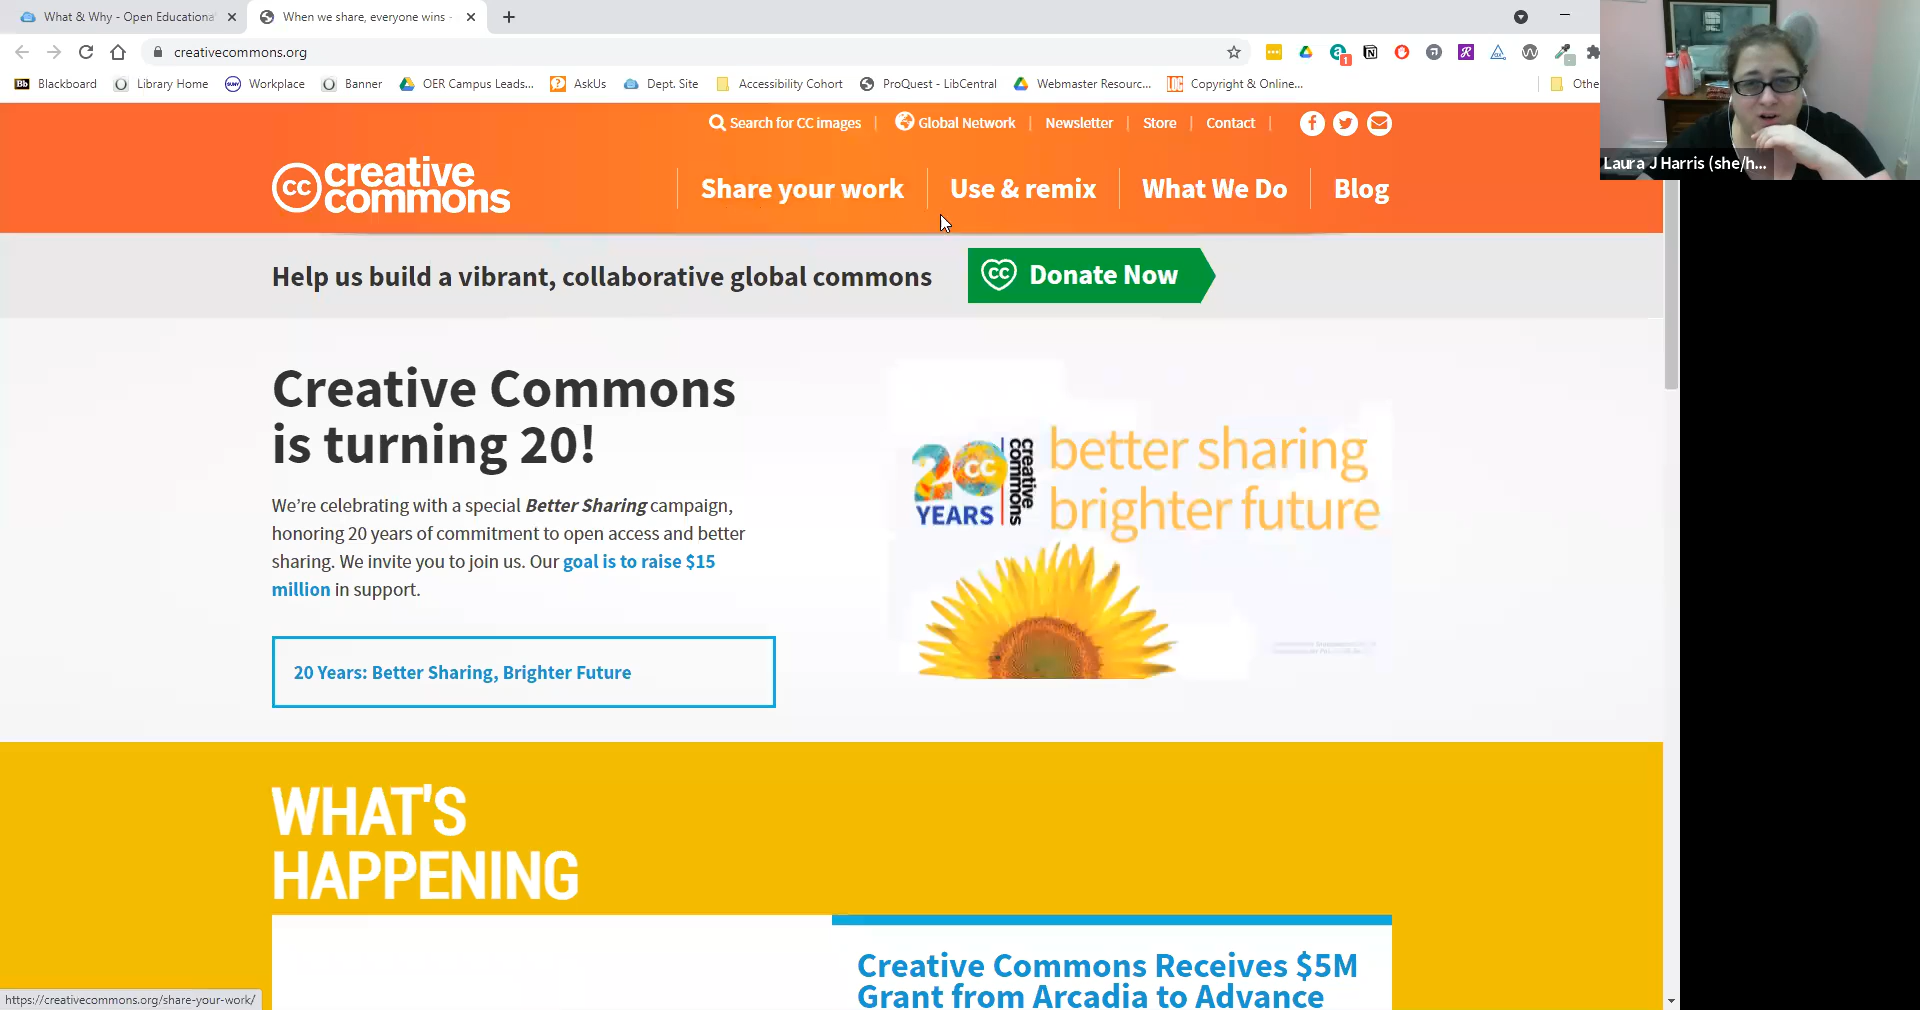 What & Why - Open Educationa
When we share, everyone wins -
creativecommons.org
1
Bb Blackboard
Library Home
Workplace
Banner
OER Campus Leads...
AskUs
Dept. Site
Accessibility Cohort
ProQuest - LibCentral
Webmaster Resourc...
Copyright & Online...
Othe
Laura J Harris (she/h...
Search for CC images
Global Network
Newsletter
Store
Contact
cc creative
commons
Share your work
Use & remix
What We Do
Blog
Help us build a vibrant, collaborative global commons
cc Donate Now
Creative Commons
is turning 20!
We’re celebrating with a special Better Sharing campaign,
honoring 20 years of commitment to open access and better
sharing. We invite you to join us. Our goal is to raise $15
million in support.
20 Years: Better Sharing, Brighter Future
20 CC
YEARS
creative
commons
better sharing
brighter future
WHAT'S
HAPPENING
Creative Commons Receives $5M
Grant from Arcadia to Advance
https://creativecommons.org/share-your-work/